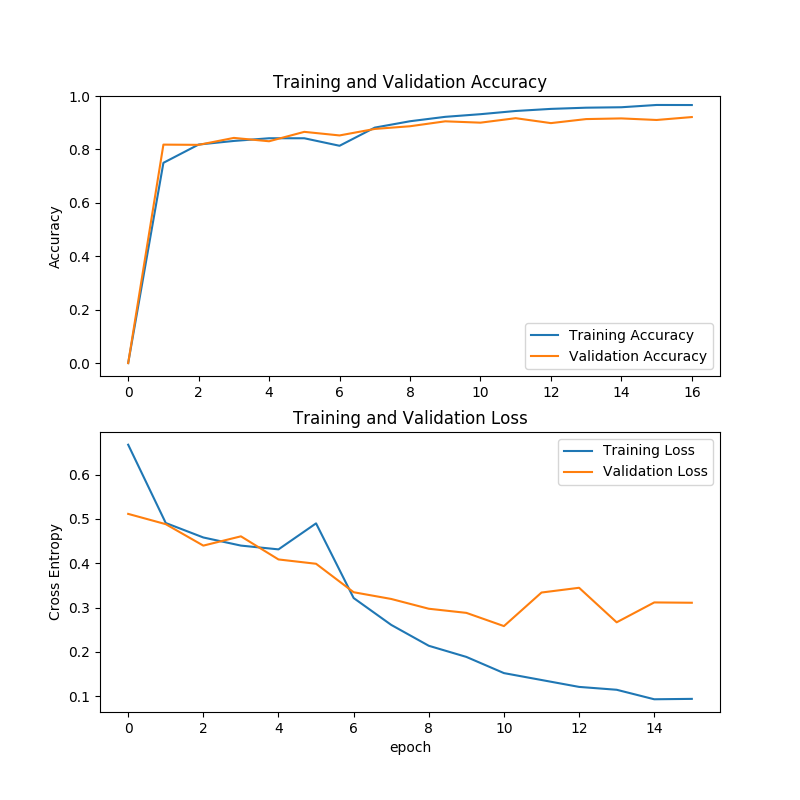 Training and Validation Accuracy
1.0
0.8
0.6
0.4
0.2
0.0
Accuracy
Training Accuracy
Validation Accuracy
0 2 4 6 8 10 12 14 16
Training and Validation Loss
0.6
0.5
0.4
0.3
0.2
0.1
Cross Entropy
Training Loss
Validation Loss
0 2 4 6 8 10 12 14
epoch